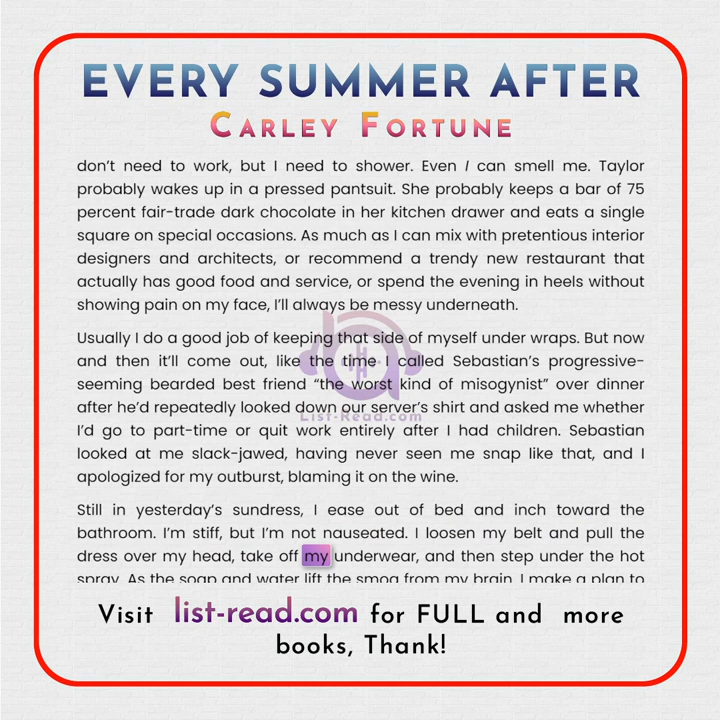 EVERY SUMMER AFTER
CARLEY FORTUNE
don’t need to work, but I need to shower. Even I can smell me. Taylor
probably wakes up in a pressed pantsuit. She probably keeps a bar of 75
percent fair-trade dark chocolate in her kitchen drawer and eats a single
square on special occasions. As much as I can mix with pretentious interior
designers and architects, or recommend a trendy new restaurant that
actually has good food and service, or spend the evening in heels without
showing pain on my face, I’ll always be messy underneath.
Usually I do a good job of keeping that side of myself under wraps. But now
and then it’ll come out, like the time I called Sebastian’s progressive-
seeming bearded best friend “the worst kind of misogynist” over dinner
after he’d repeatedly looked down our server’s shirt and asked me whether
List-Read.com
I’d go to part-time or quit work entirely after I had children. Sebastian
looked at me slack-jawed, having never seen me snap like that, and I
apologized for my outburst, blaming it on the wine.
Still in yesterday’s sundress, I ease out of bed and inch toward the
bathroom. I’m stiff, but I’m not nauseated. I loosen my belt and pull the
dress over my head, take off my underwear, and then step under the hot
spray. As the soap and water lift the smog from my brain, I make a plan to
Visit list-read.com for FULL and more
books, Thank!